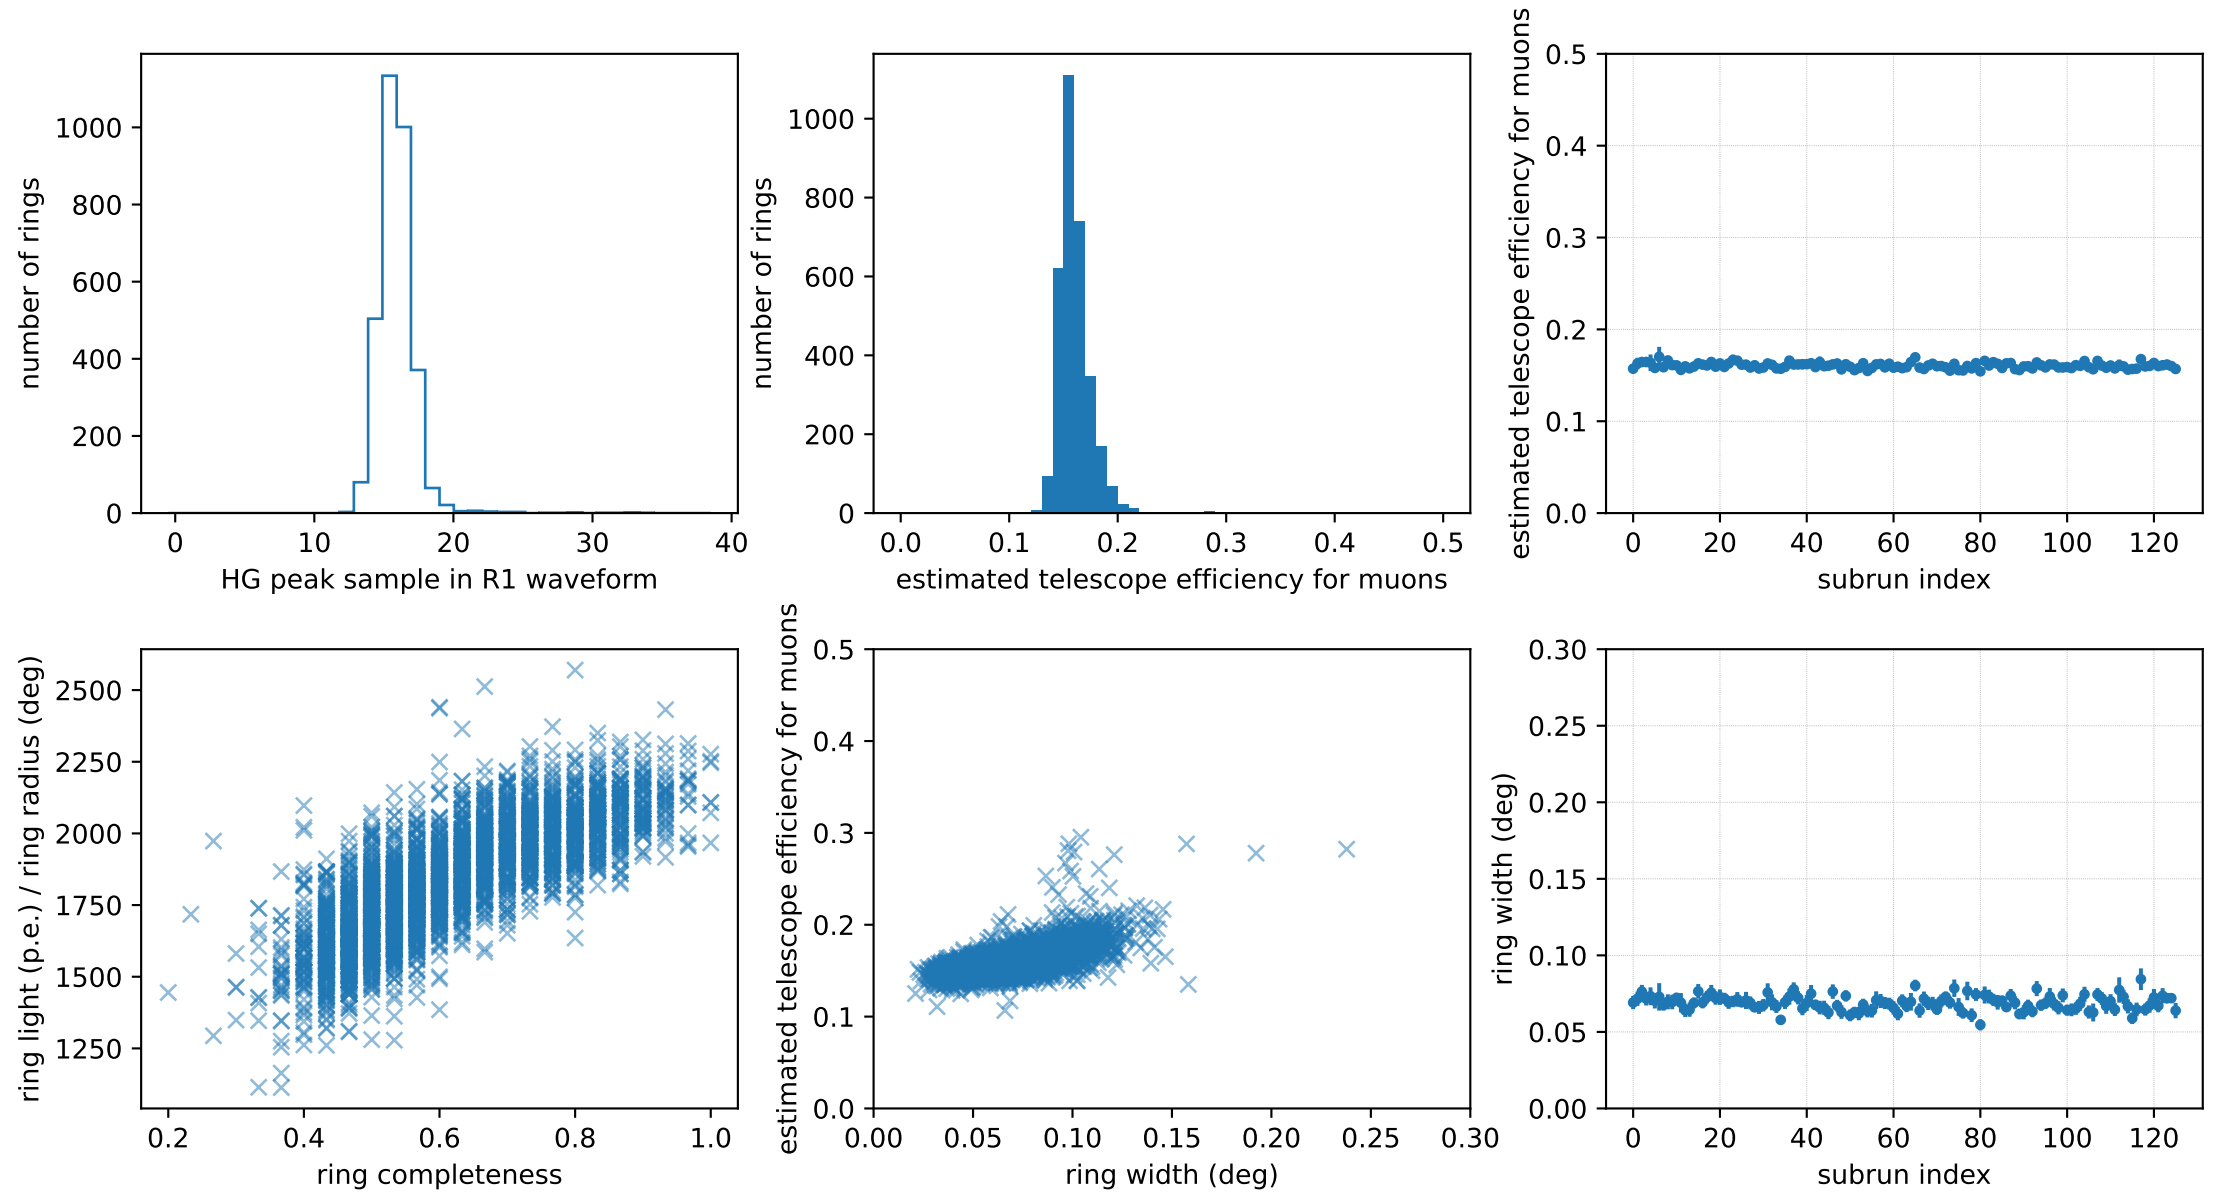 number of rings
1000
800
600
400
200
0
0 10 20 30 40
HG peak sample in R1 waveform
number of rings
1000
800
600
400
200
0
0.0 0.1 0.2 0.3 0.4 0.5
estimated telescope efficiency for muons
estimated telescope efficiency for muons
0.5
0.4
0.3
0.2
0.1
0.0
0 20 40 60 80 100 120
subrun index
ring light (p.e.) / ring radius (deg)
2500
2250
2000
1750
1500
1250
0.2 0.4 0.6 0.8 1.0
ring completeness
estimated telescope efficiency for muons
0.5
0.4
0.3
0.2
0.1
0.0
0.00 0.05 0.10 0.15 0.20 0.25 0.30
ring width (deg)
ring width (deg)
0.30
0.25
0.20
0.15
0.10
0.05
0.00
0 20 40 60 80 100 120
subrun index